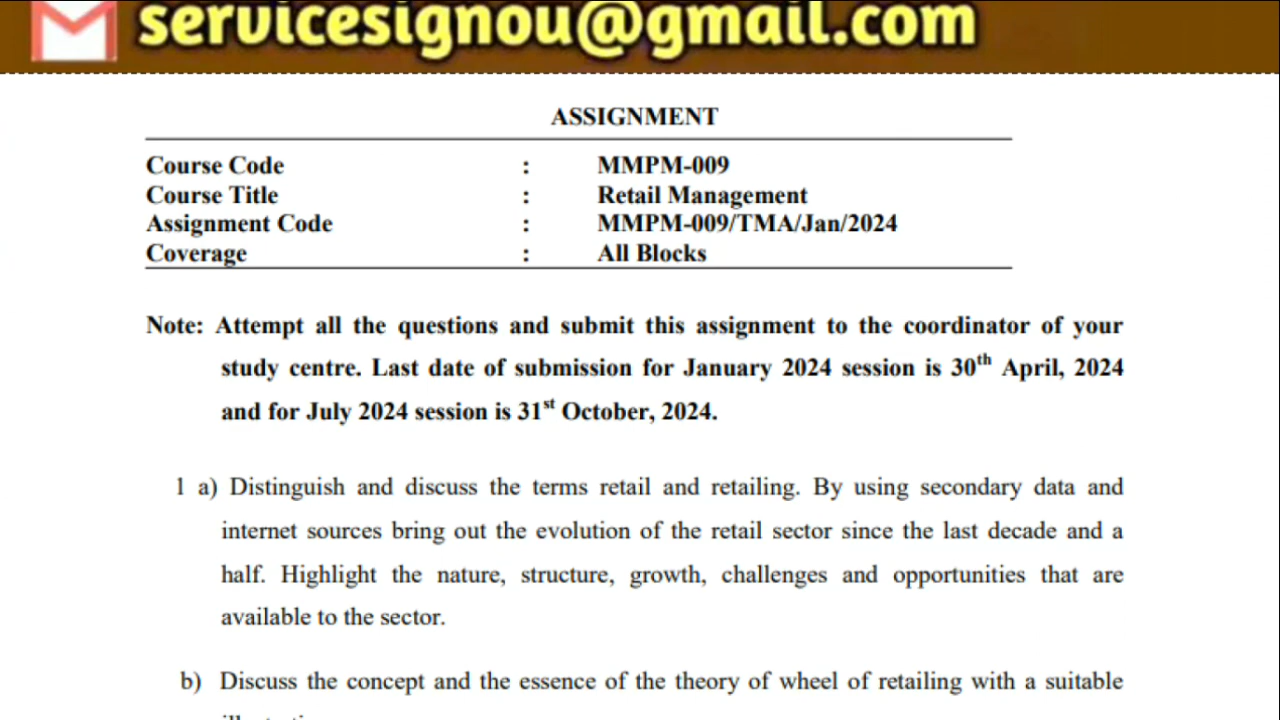 servicesignou@gmail.com
ASSIGNMENT
Course Code : MMPM-009
Course Title : Retail Management
Assignment Code : MMPM-009/TMA/Jan/2024
Coverage : All Blocks
Note: Attempt all the questions and submit this assignment to the coordinator of your
study centre. Last date of submission for January 2024 session is 30th April, 2024
and for July 2024 session is 31st October, 2024.
1 a) Distinguish and discuss the terms retail and retailing. By using secondary data and
internet sources bring out the evolution of the retail sector since the last decade and a
half. Highlight the nature, structure, growth, challenges and opportunities that are
available to the sector.
b) Discuss the concept and the essence of the theory of wheel of retailing with a suitable